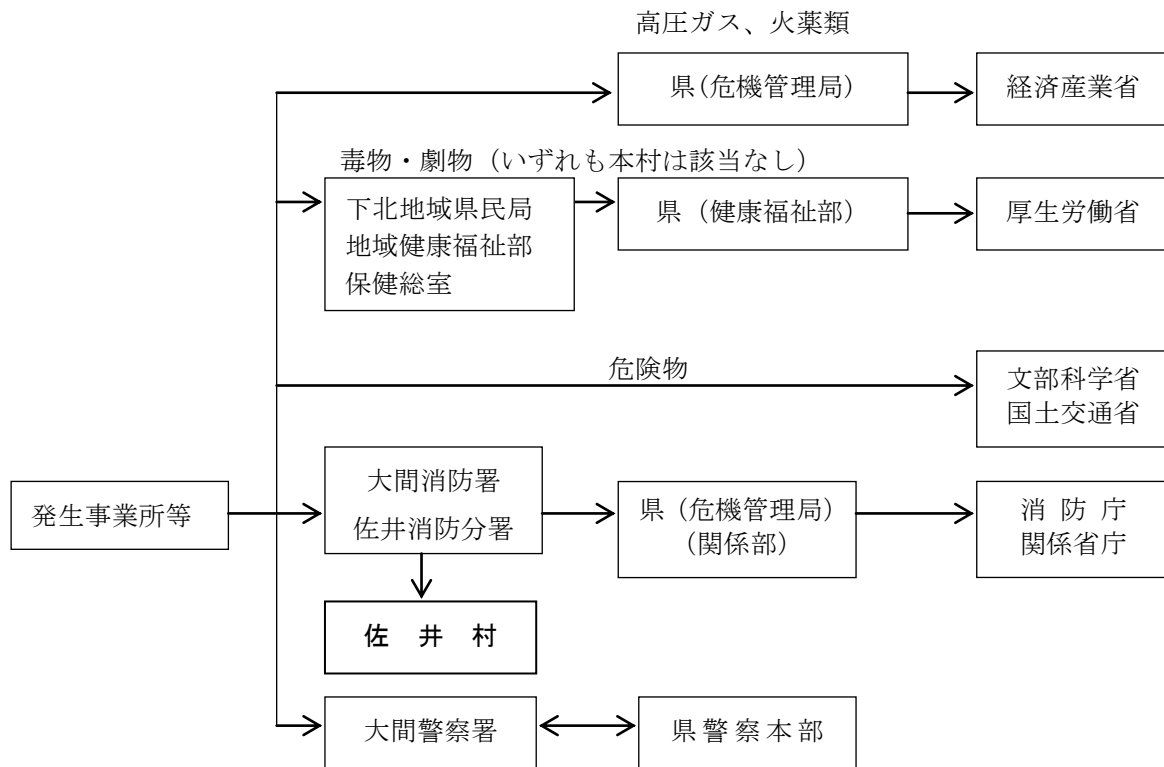 高圧ガス、火薬類
県(危機管理局)
経済産業省
毒物・劇物（いずれも本村は該当なし）
下北地域県民局
地域健康福祉部
保健総室
県（健康福祉部）
厚生労働省
危険物
文部科学省
国土交通省
発生事業所等
大間消防署
佐井消防分署
県（危機管理局）
（関係部）
消 防 庁
関係省庁
佐 井 村
大間警察署
県警察本部